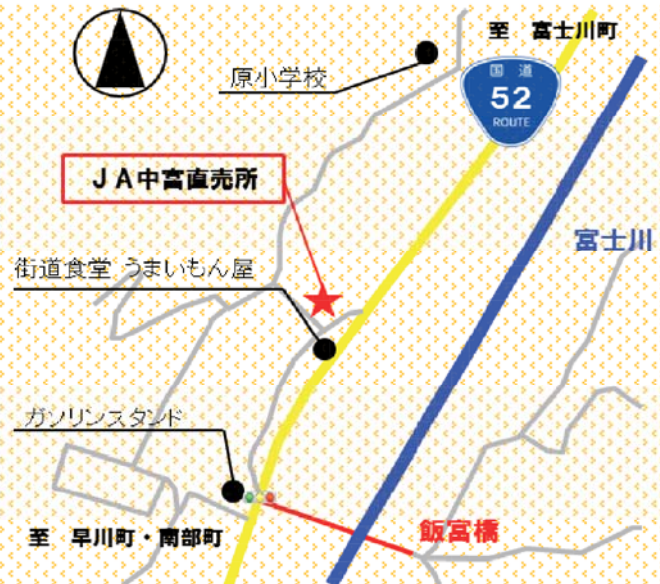 至 富士川町
国道
52
ROUTE
原小学校
JA中富直売所
富士川
街道食堂 うまいもん屋
ガソリンスタンド
飯富橋
至 早川町・南部町